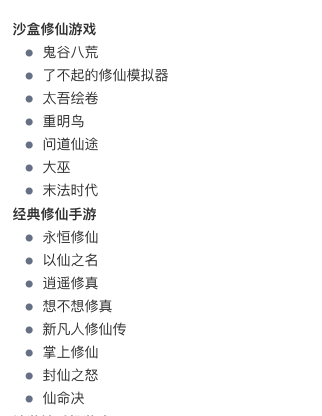 沙盒修仙游戏
鬼谷八荒
了不起的修仙模拟器
太吾绘卷
重明鸟
问道仙途
大巫
末法时代
经典修仙手游
永恒修仙
以仙之名
逍遥修真
想不想修真
新凡人修仙传
掌上修仙
封仙之怒
仙命决